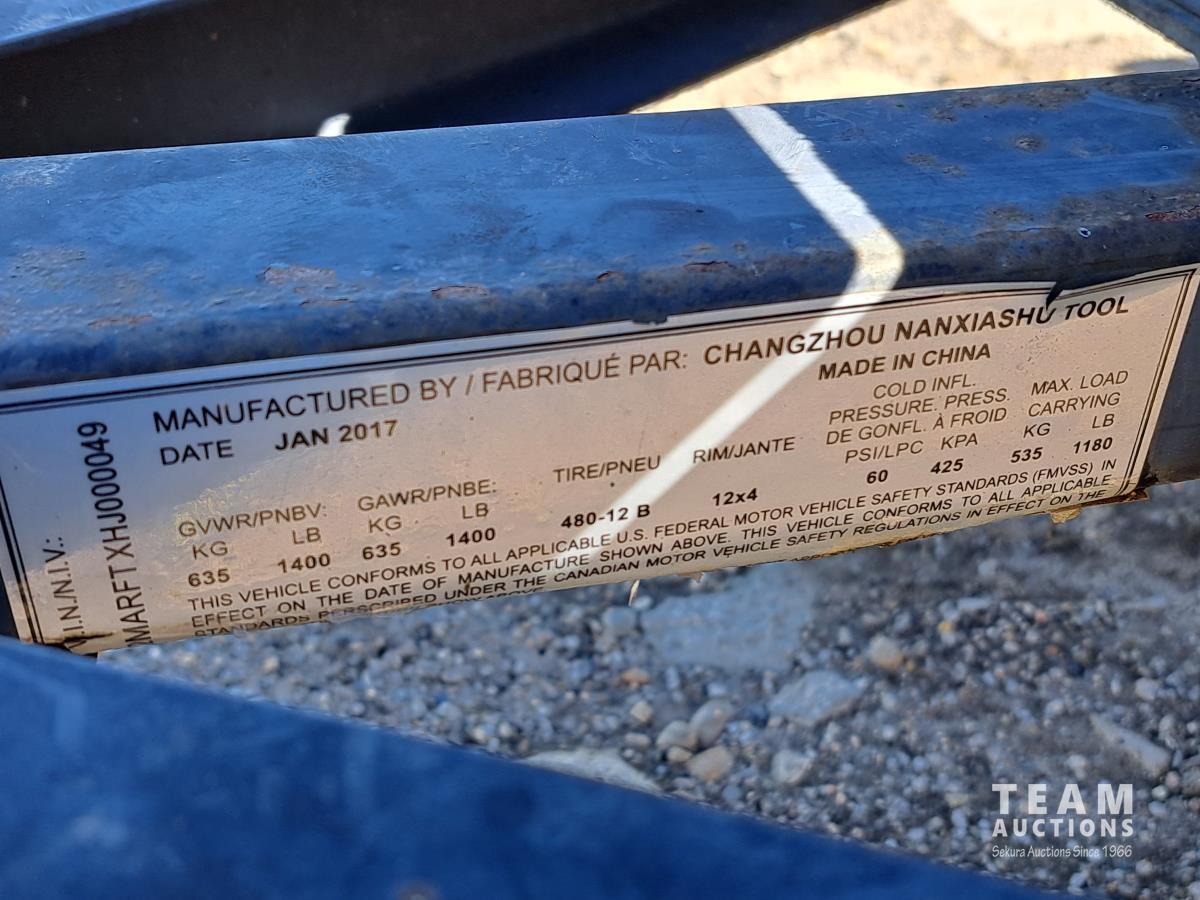 MANUFACTURED BY / FABRIQUÉ PAR: CHANGZHOU NANXIASHU TOOL
DATE JAN 2017 MADE IN CHINA
COLD INFL. MAX. LOAD
PRESSURE. PRESS. CARRYING
GVWR/PNBV: GAWR/PNBE: TIRE/PNEU RIM/JANTE DE GONFL. À FROID KG LB
KG LB KG LB PSI/LPC KPA
635 1400 635 1400 480-12 B 12x4 60 425 535 1180
THIS VEHICLE CONFORMS TO ALL APPLICABLE U.S. FEDERAL MOTOR VEHICLE SAFETY STANDARDS (FMVSS) IN
EFFECT ON THE DATE OF MANUFACTURE SHOWN ABOVE. THIS VEHICLE CONFORMS TO ALL APPLICABLE
STANDARDS PERSCRIBED UNDER THE CANADIAN MOTOR VEHICLE SAFETY REGULATIONS IN EFFECT ON THE
V.I.N./N.I.V.:
MARFTXHJ000049
TEAM
AUCTIONS
Sekura Auctions Since 1966